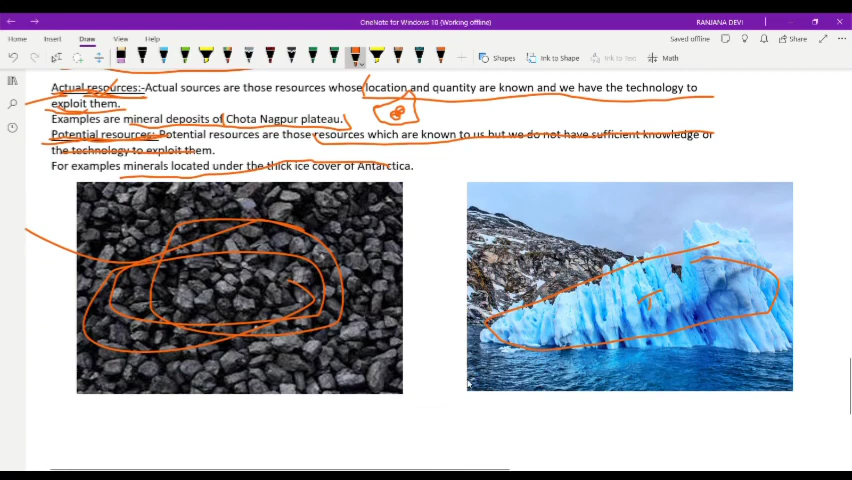 OneNote for Windows 10 (Working offline)
RANJANA DEVI
Home Insert Draw View Help
Saved offline Share
Shapes Ink to Shape Ink to Text Math
Actual resources:-Actual sources are those resources whose location and quantity are known and we have the technology to
exploit them.
Examples are mineral deposits of Chota Nagpur plateau.
Potential resources: Potential resources are those resources which are known to us but we do not have sufficient knowledge or
the technology to exploit them.
For examples minerals located under the thick ice cover of Antarctica.